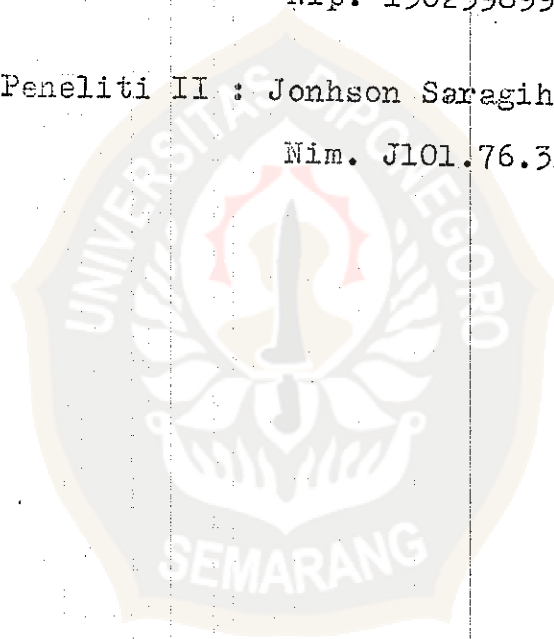 Peneliti II : Jonhson Saragih
Nim. J101.76.3
UNIVERSITAS DIPONEGORO
SEMARANG